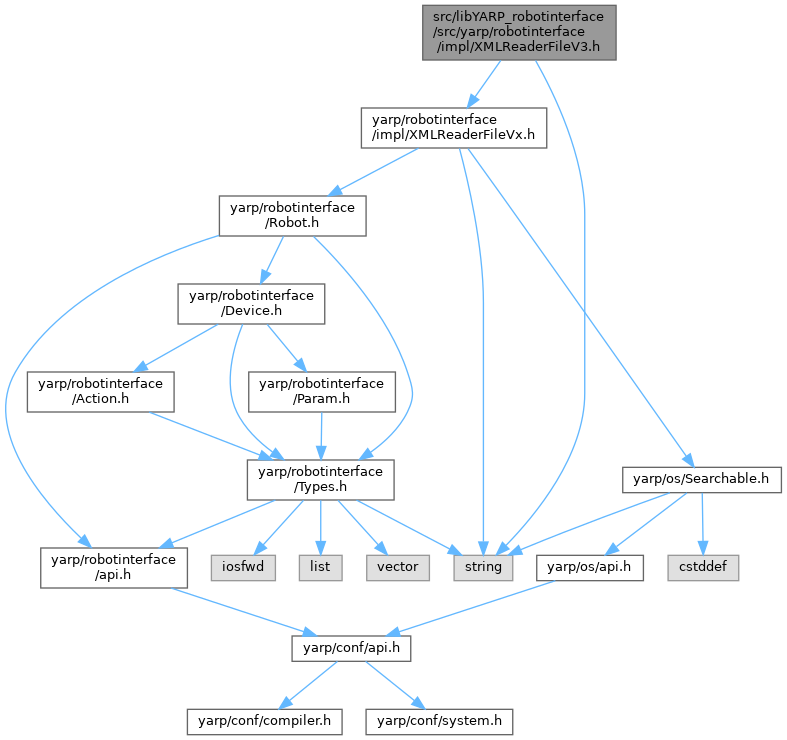 src/libYARP_robotinterface
/src/yarp/robotinterface
/impl/XMLReaderFileV3.h
yarp/robotinterface
/impl/XMLReaderFileVx.h
yarp/robotinterface
/Robot.h
yarp/robotinterface
/Device.h
yarp/robotinterface
/Action.h
yarp/robotinterface
/Param.h
yarp/robotinterface
/Types.h
yarp/os/Searchable.h
yarp/robotinterface
/api.h
iosfwd
list
vector
string
yarp/os/api.h
cstddef
yarp/conf/api.h
yarp/conf/compiler.h
yarp/conf/system.h